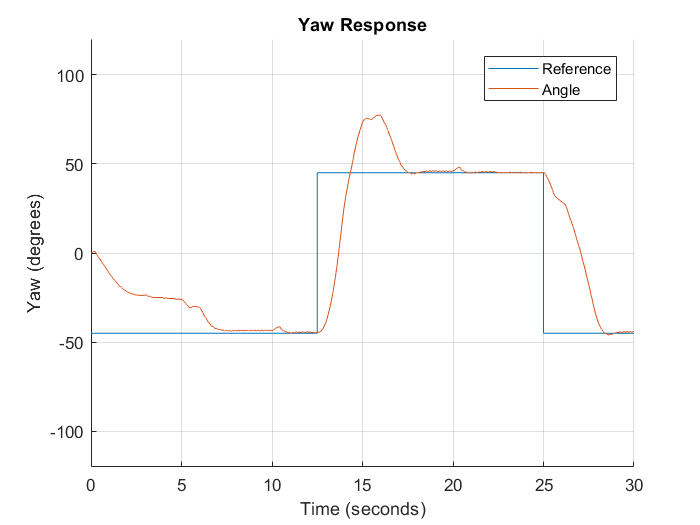 Yaw Response
Reference
Angle
Yaw (degrees)
100
50
0
-50
-100
0 5 10 15 20 25 30
Time (seconds)